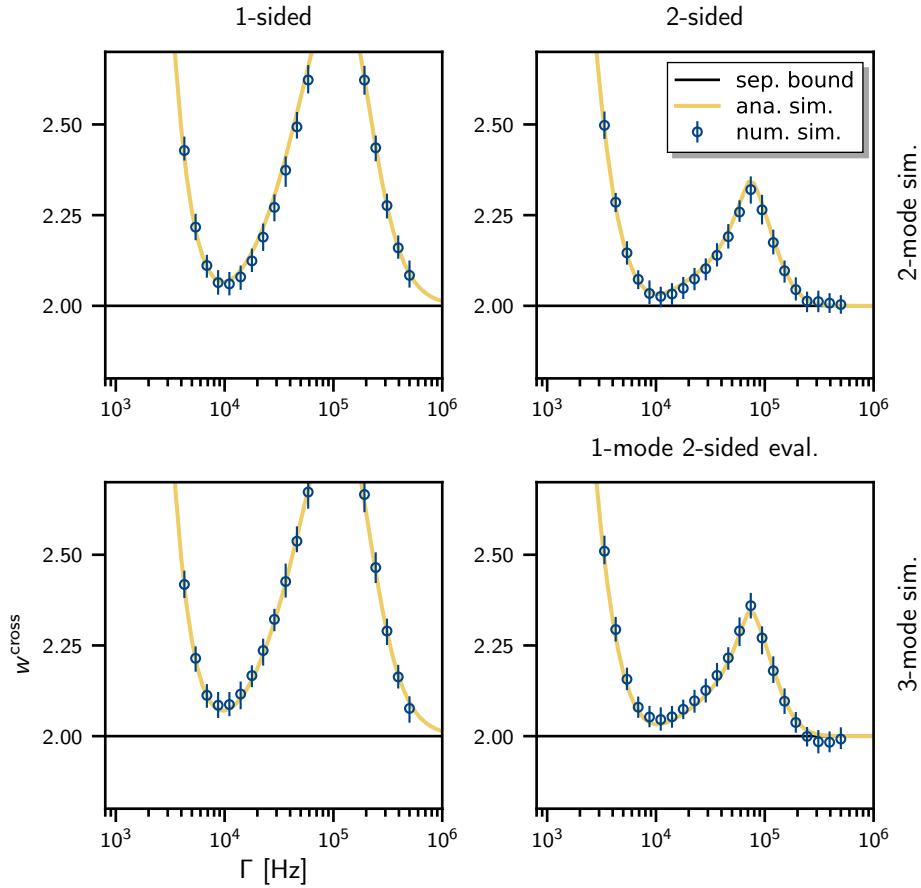 1-sided
2-sided
2.50
2.25
2.00
10³ 10⁴ 10⁵ 10⁶
sep. bound
ana. sim.
num. sim.
2.50
2.25
2.00
10³ 10⁴ 10⁵ 10⁶
2-mode sim.
w^cross
2.50
2.25
2.00
10³ 10⁴ 10⁵ 10⁶
Γ [Hz]
1-mode 2-sided eval.
2.50
2.25
2.00
10³ 10⁴ 10⁵ 10⁶
3-mode sim.